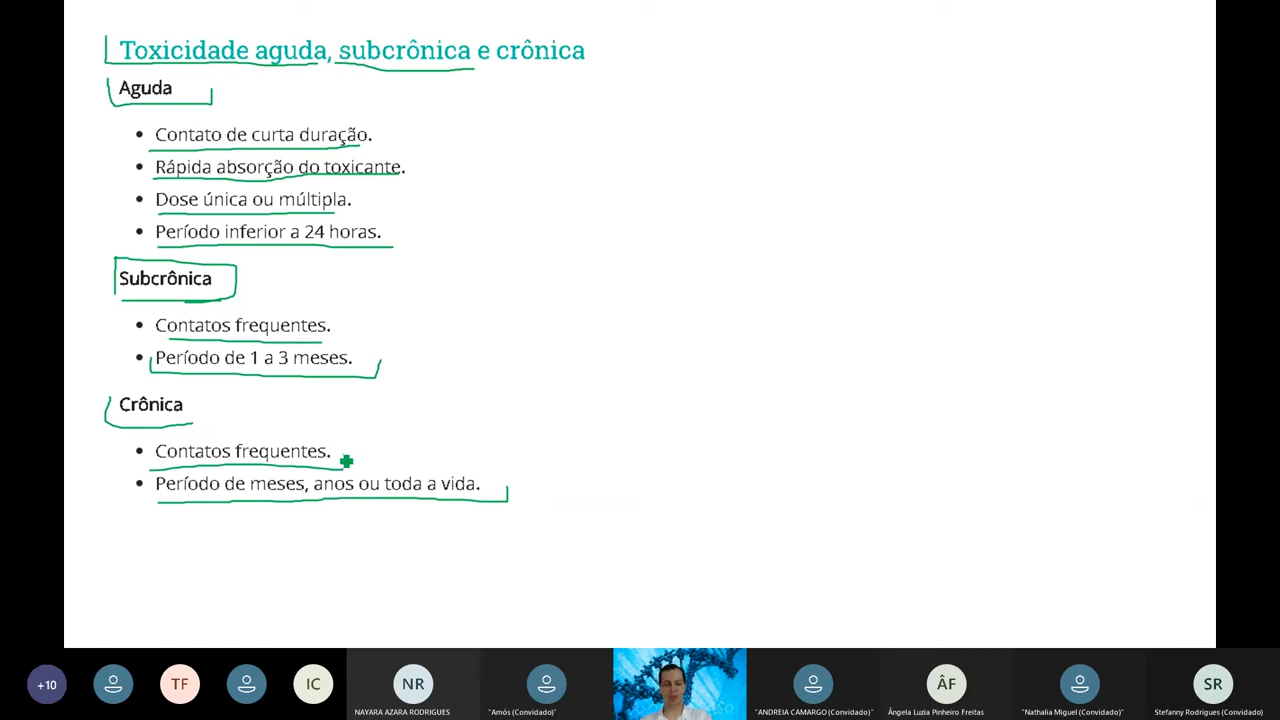 Toxicidade aguda, subcrônica e crônica
Aguda
• Contato de curta duração.
• Rápida absorção do toxicante.
• Dose única ou múltipla.
• Período inferior a 24 horas.
Subcrônica
• Contatos frequentes.
• Período de 1 a 3 meses.
Crônica
• Contatos frequentes.
• Período de meses, anos ou toda a vida.
+10
TF
IC
NR
ÂF
SR
NAYARA AZARA RODRIGUES
"Amós (Convidado)"
"ANDREIA CAMARGO (Convidado)"
Ângela Luzia Pinheiro Freitas
"Nathalia Miguel (Convidado)"
Stefanny Rodrigues (Convidado)